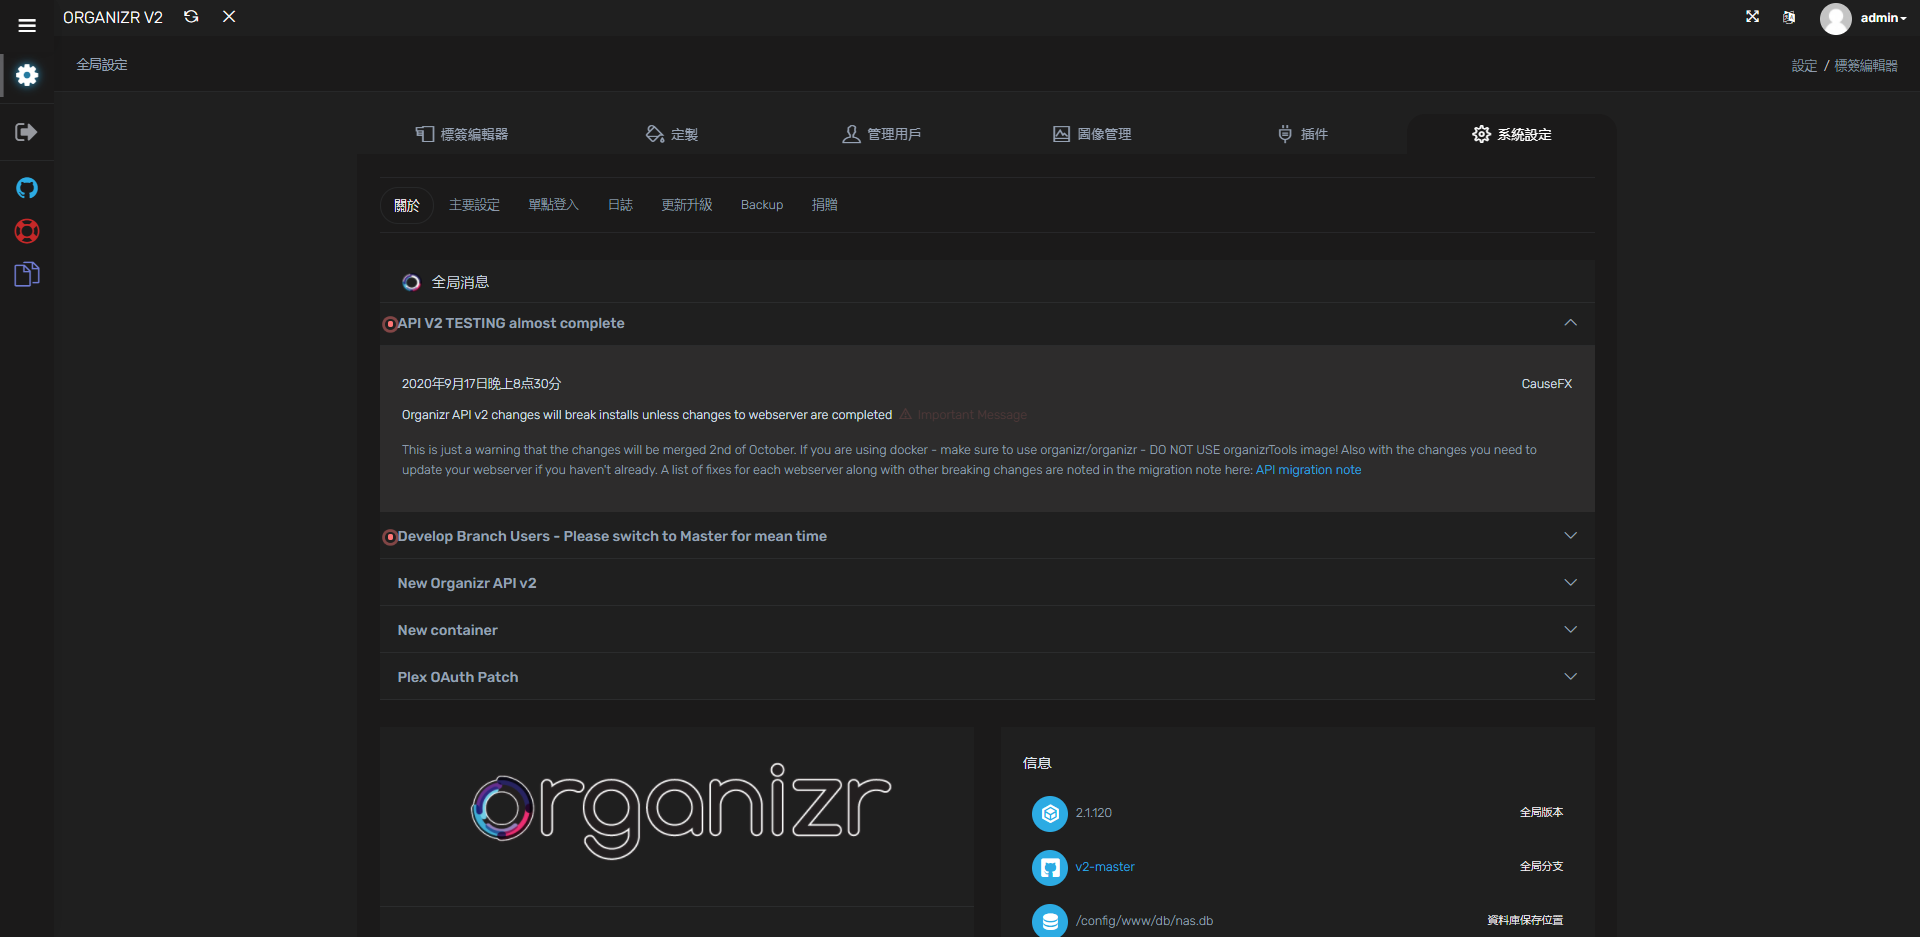 ORGANIZR V2
admin
全局設定
設定 / 標簽編輯器
標簽編輯器
定製
管理用戶
圖像管理
插件
系統設定
關於
主要設定
單點登入
日誌
更新升級
Backup
捐贈
全局消息
API V2 TESTING almost complete
2020年9月17日晚上8点30分
CauseFX
Organizr API v2 changes will break installs unless changes to webserver are completed
Important Message
This is just a warning that the changes will be merged 2nd of October. If you are using docker - make sure to use organizr/organizr - DO NOT USE organizrTools image! Also with the changes you need to
update your webserver if you haven't already. A list of fixes for each webserver along with other breaking changes are noted in the migration note here: API migration note
Develop Branch Users - Please switch to Master for mean time
New Organizr API v2
New container
Plex OAuth Patch
organizr
信息
2.1.120
全局版本
v2-master
全局分支
/config/www/db/nas.db
資料庫保存位置